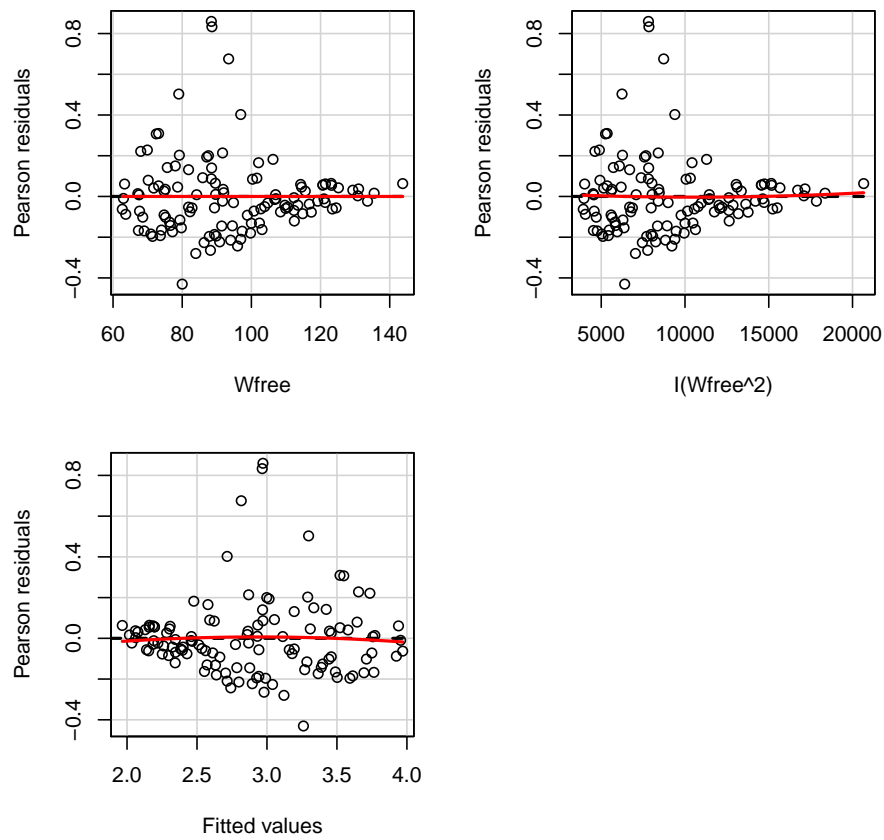 Pearson residuals
−0.4 0.0 0.4 0.8
60 80 100 120 140
Wfree
Pearson residuals
−0.4 0.0 0.4 0.8
5000 10000 15000 20000
I(Wfree^2)
Pearson residuals
−0.4 0.0 0.4 0.8
2.0 2.5 3.0 3.5 4.0
Fitted values